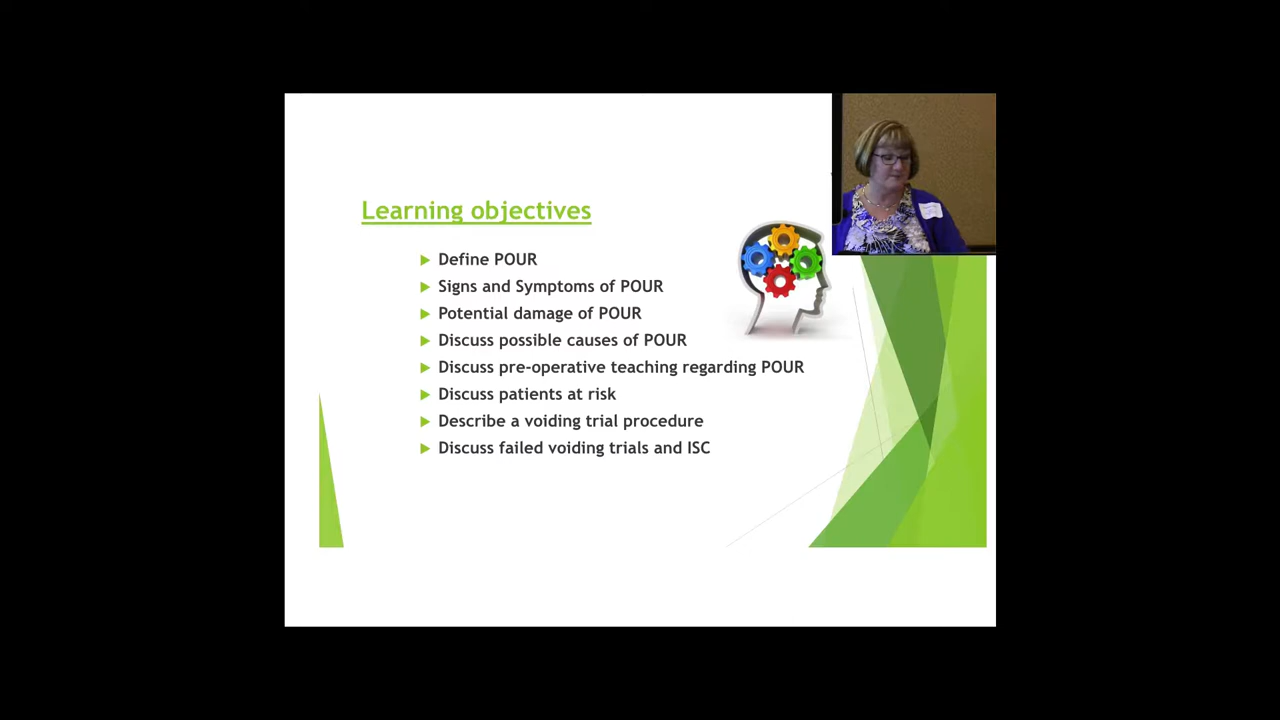 Learning objectives
Define POUR
Signs and Symptoms of POUR
Potential damage of POUR
Discuss possible causes of POUR
Discuss pre-operative teaching regarding POUR
Discuss patients at risk
Describe a voiding trial procedure
Discuss failed voiding trials and ISC